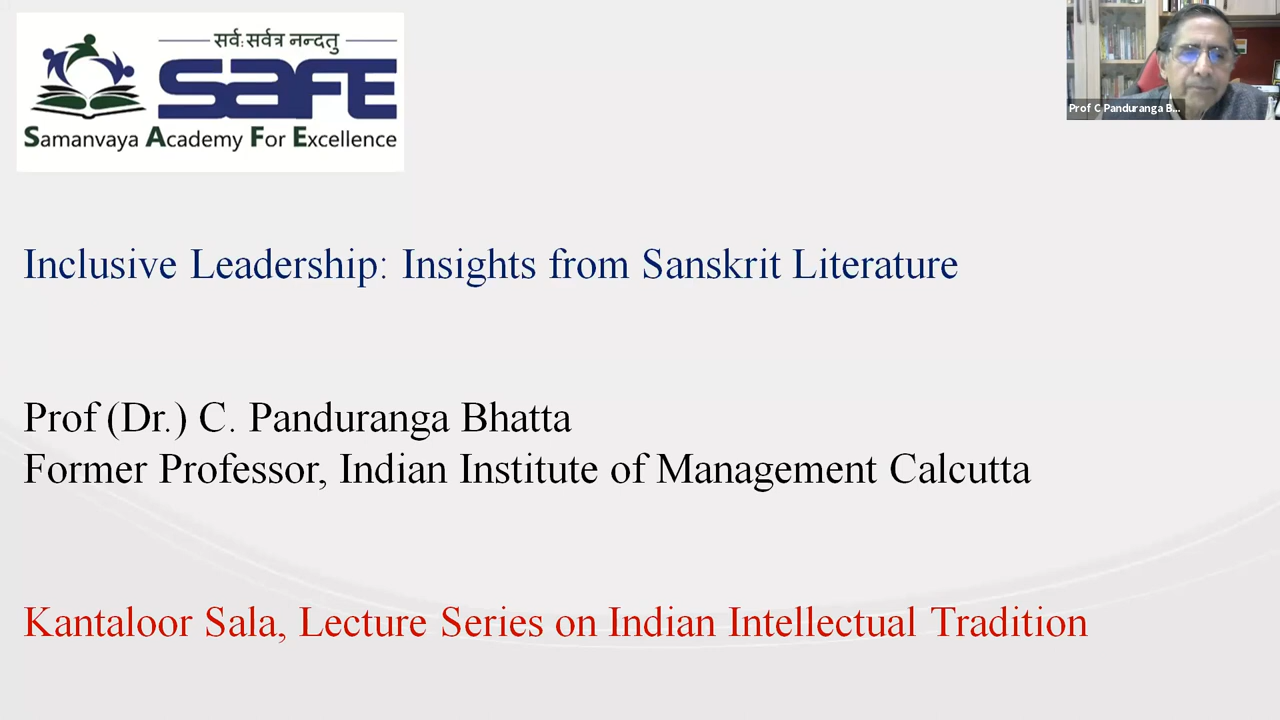 सर्वः सर्वत्र नन्दतु
SAFE
Samanvaya Academy For Excellence
Prof C Panduranga B...
Inclusive Leadership: Insights from Sanskrit Literature
Prof (Dr.) C. Panduranga Bhatta
Former Professor, Indian Institute of Management Calcutta
Kantaloor Sala, Lecture Series on Indian Intellectual Tradition